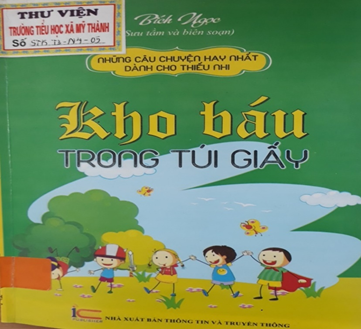 THƯ VIỆN
TRƯỜNG TIỂU HỌC XÃ MỸ THÀNH
Số
Bích Ngọc
(Sưu tầm và biên soạn)
NHỮNG CÂU CHUYỆN HAY NHẤT
DÀNH CHO THIẾU NHI
Kho báu
TRONG TÚI GIẤY
NHÀ XUẤT BẢN THÔNG TIN VÀ TRUYỀN THÔNG